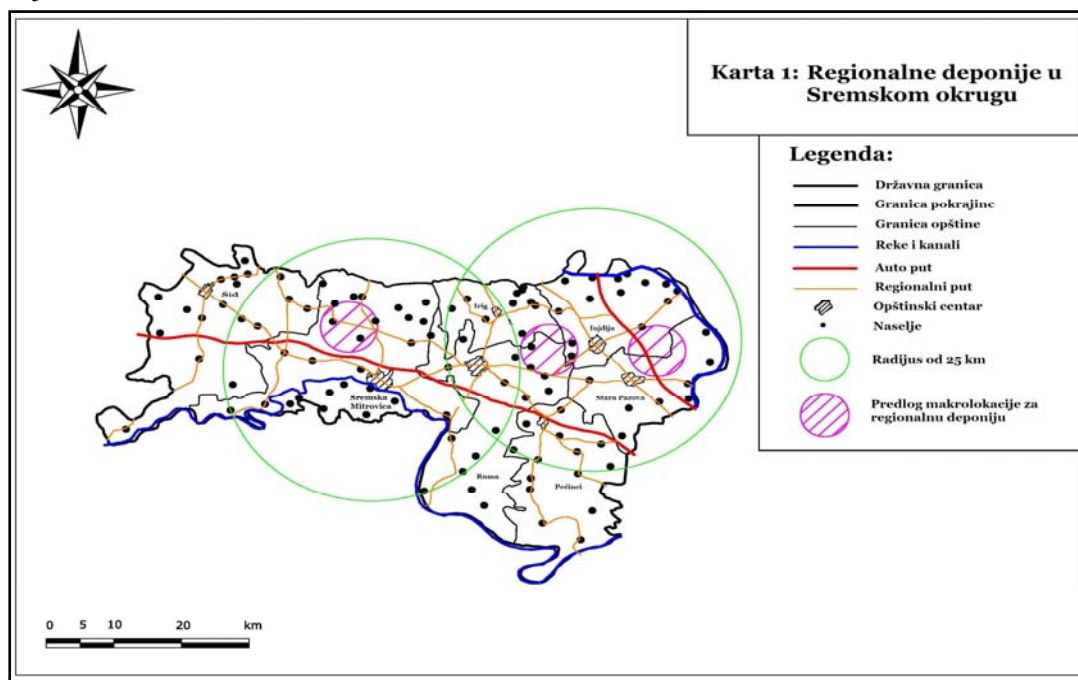 Karta 1: Regionalne deponije u
Sremskom okrugu
Legenda:
Državna granica
Granica pokrajine
Granica opštine
Reke i kanali
Auto put
Regionalni put
Opštinski centar
Naselje
Radijus od 25 km
Predlog makrolokacije za
regionalnu deponiju
Šid
Irig
Inđija
Sremska
Mitrovica
Stara Pazova
Ruma
Pećinci
0 5 10 20 km